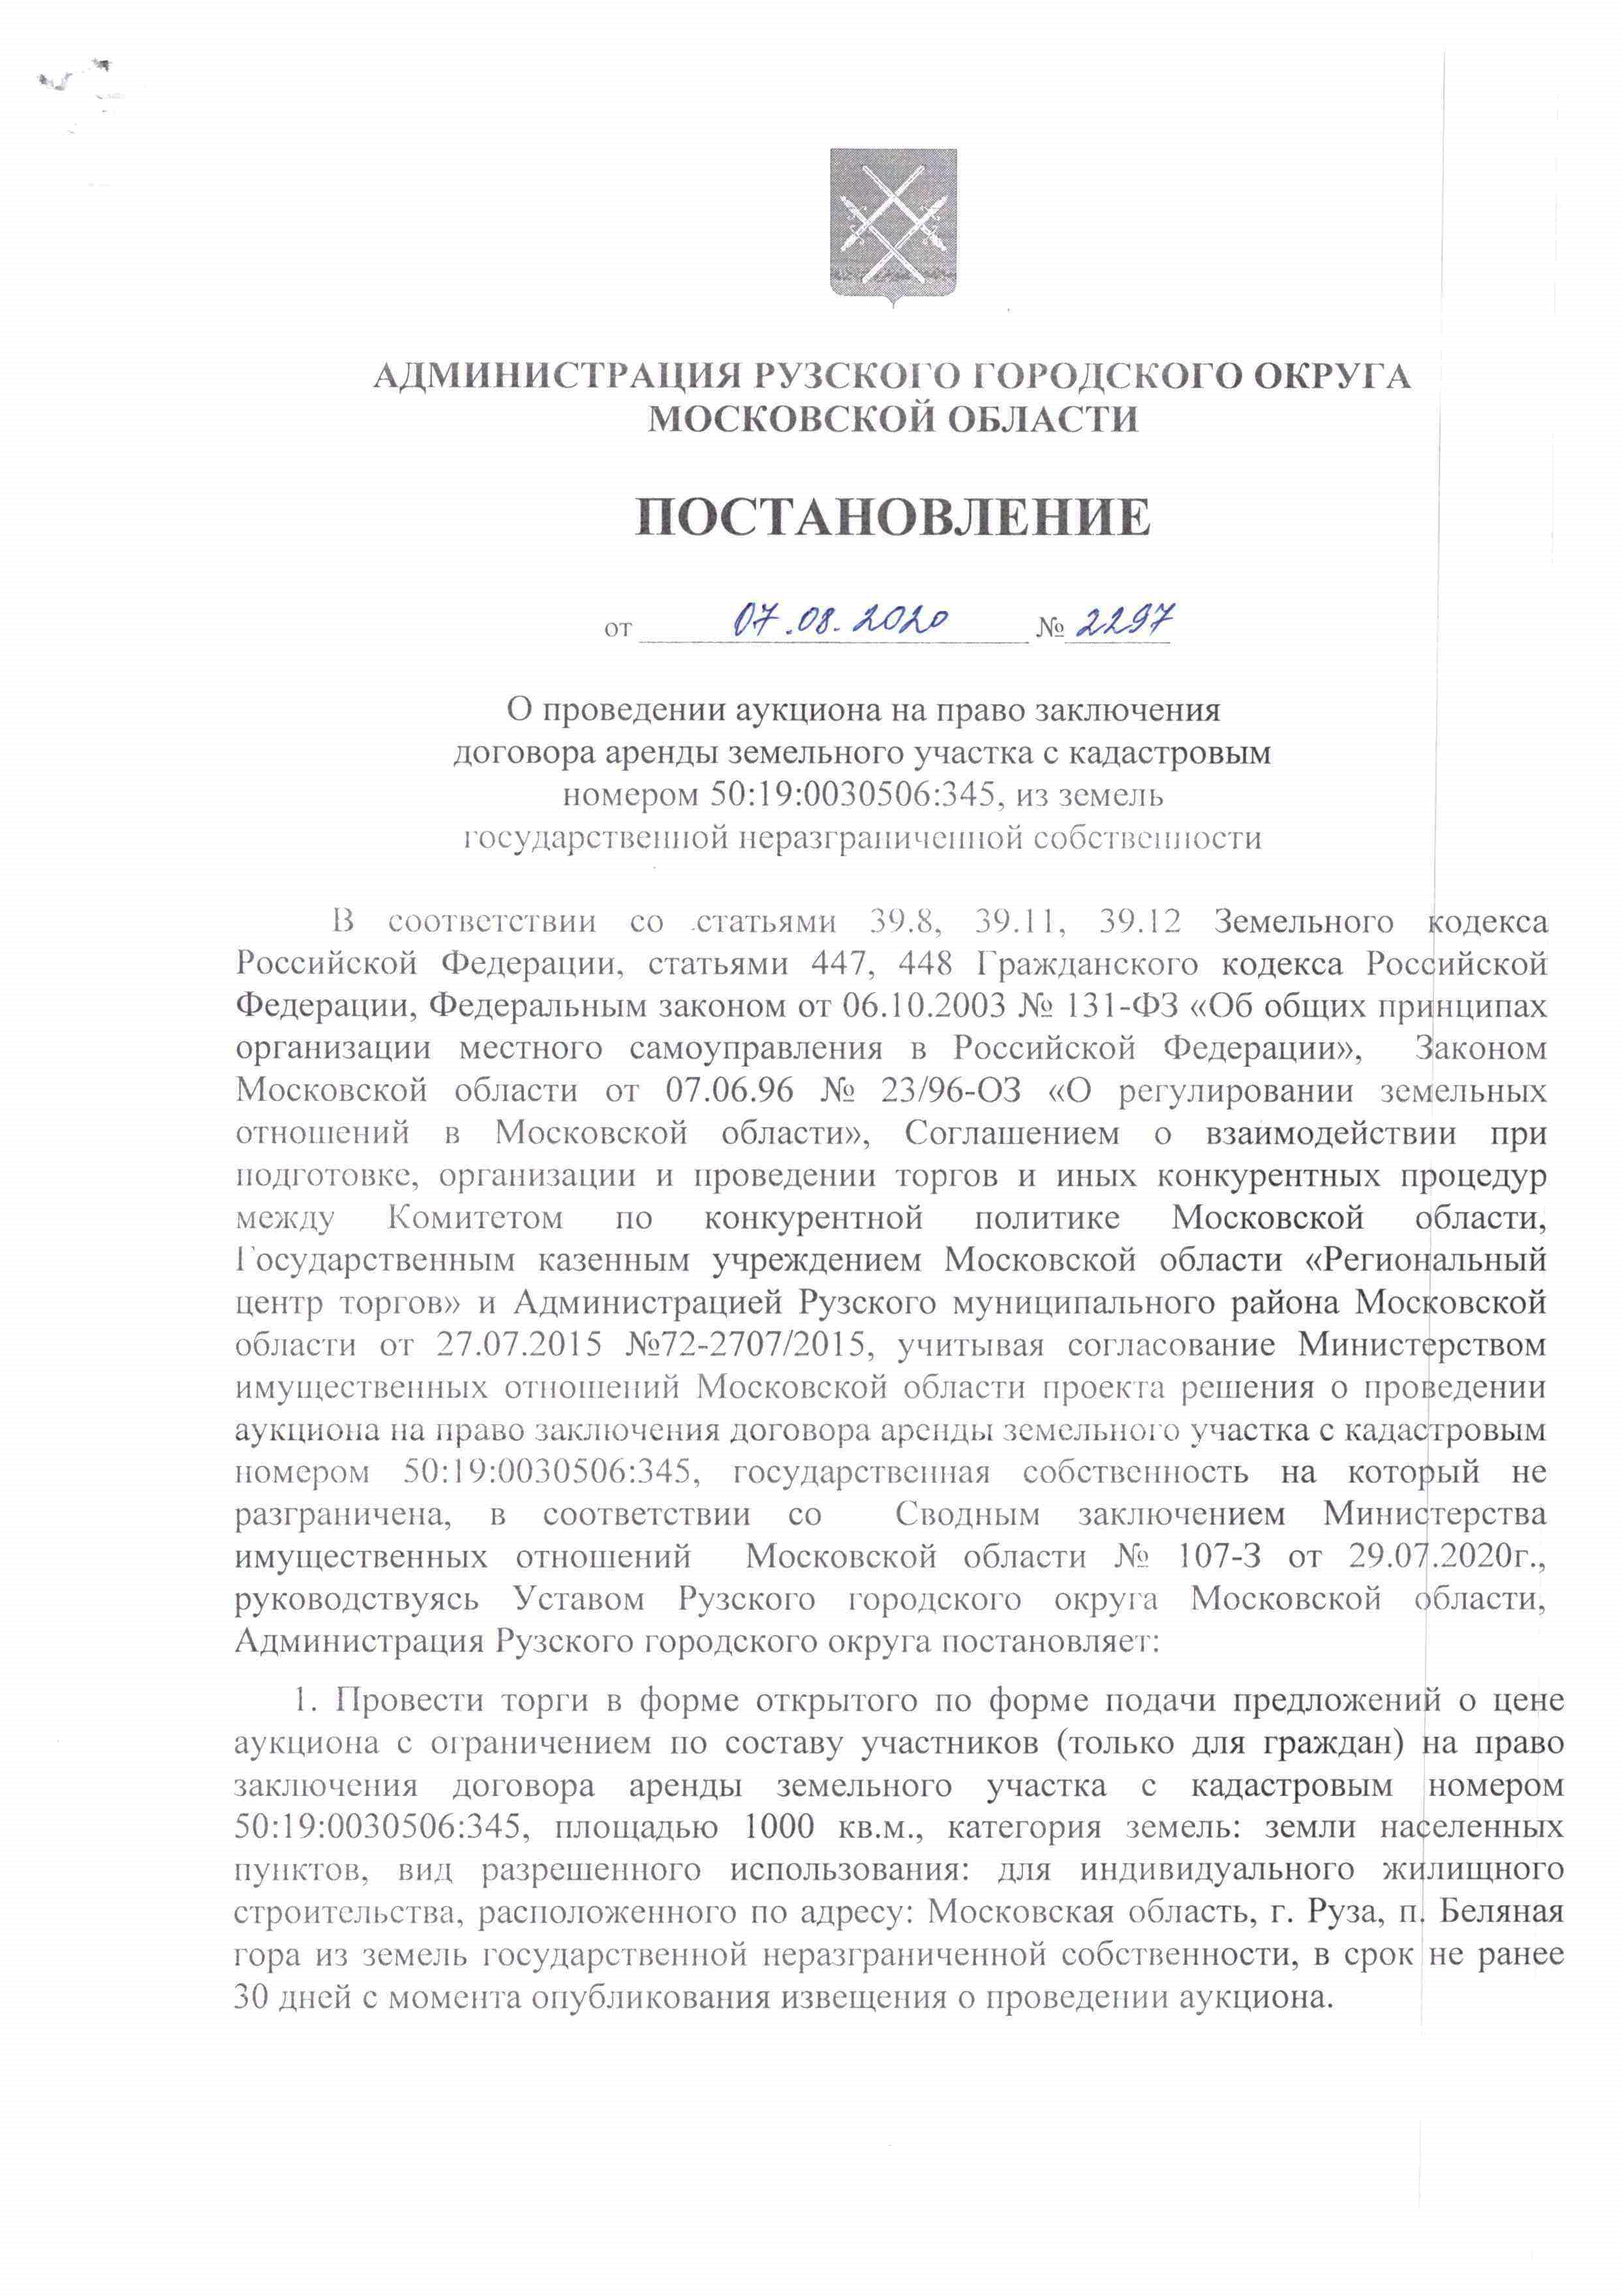 АДМИНИСТРАЦИЯ РУЗСКОГО ГОРОДСКОГО ОКРУГА
МОСКОВСКОЙ ОБЛАСТИ
ПОСТАНОВЛЕНИЕ
от 07.08.2020 № 2297
О проведении аукциона на право заключения
договора аренды земельного участка с кадастровым
номером 50:19:0030506:345, из земель
государственной неразграниченной собственности
В соответствии со статьями 39.8, 39.11, 39.12 Земельного кодекса
Российской Федерации, статьями 447, 448 Гражданского кодекса Российской
Федерации, Федеральным законом от 06.10.2003 № 131-ФЗ «Об общих принципах
организации местного самоуправления в Российской Федерации», Законом
Московской области от 07.06.96 № 23/96-ОЗ «О регулировании земельных
отношений в Московской области», Соглашением о взаимодействии при
подготовке, организации и проведении торгов и иных конкурентных процедур
между Комитетом по конкурентной политике Московской области,
Государственным казенным учреждением Московской области «Региональный
центр торгов» и Администрацией Рузского муниципального района Московской
области от 27.07.2015 №72-2707/2015, учитывая согласование Министерством
имущественных отношений Московской области проекта решения о проведении
аукциона на право заключения договора аренды земельного участка с кадастровым
номером 50:19:0030506:345, государственная собственность на который не
разграничена, в соответствии со Сводным заключением Министерства
имущественных отношений Московской области № 107-З от 29.07.2020г.,
руководствуясь Уставом Рузского городского округа Московской области,
Администрация Рузского городского округа постановляет:
1. Провести торги в форме открытого по форме подачи предложений о цене
аукциона с ограничением по составу участников (только для граждан) на право
заключения договора аренды земельного участка с кадастровым номером
50:19:0030506:345, площадью 1000 кв.м., категория земель: земли населенных
пунктов, вид разрешенного использования: для индивидуального жилищного
строительства, расположенного по адресу: Московская область, г. Руза, п. Беляная
гора из земель государственной неразграниченной собственности, в срок не ранее
30 дней с момента опубликования извещения о проведении аукциона.